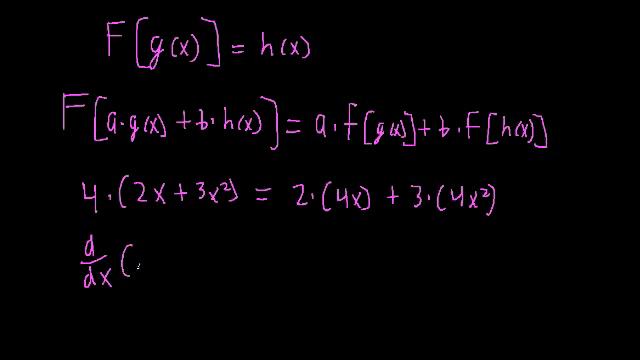 F[g(x)] = h(x)
F[a·g(x) + b·h(x)] = a·F[g(x)] + b·F[h(x)]
4·(2x + 3x²) = 2·(4x) + 3·(4x²)
d/dx (